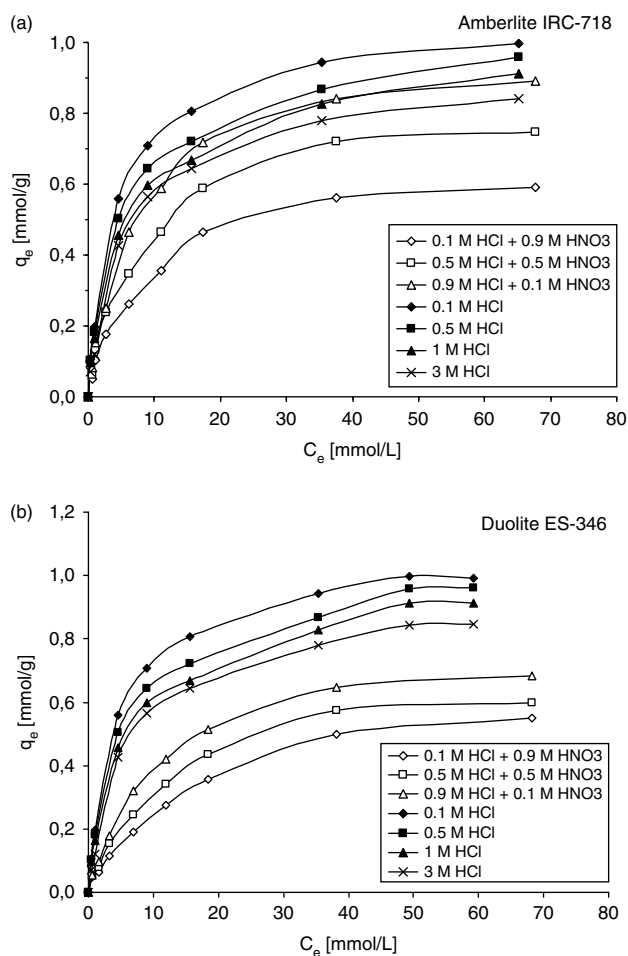 (a)
Amberlite IRC-718
1,0
0,8
0,6
0,4
0,2
0,0
qe [mmol/g]
0 10 20 30 40 50 60 70 80
Ce [mmol/L]
0.1 M HCl + 0.9 M HNO3
0.5 M HCl + 0.5 M HNO3
0.9 M HCl + 0.1 M HNO3
0.1 M HCl
0.5 M HCl
1 M HCl
3 M HCl
(b)
Duolite ES-346
1,2
1,0
0,8
0,6
0,4
0,2
0,0
qe [mmol/g]
0 10 20 30 40 50 60 70 80
Ce [mmol/L]
0.1 M HCl + 0.9 M HNO3
0.5 M HCl + 0.5 M HNO3
0.9 M HCl + 0.1 M HNO3
0.1 M HCl
0.5 M HCl
1 M HCl
3 M HCl